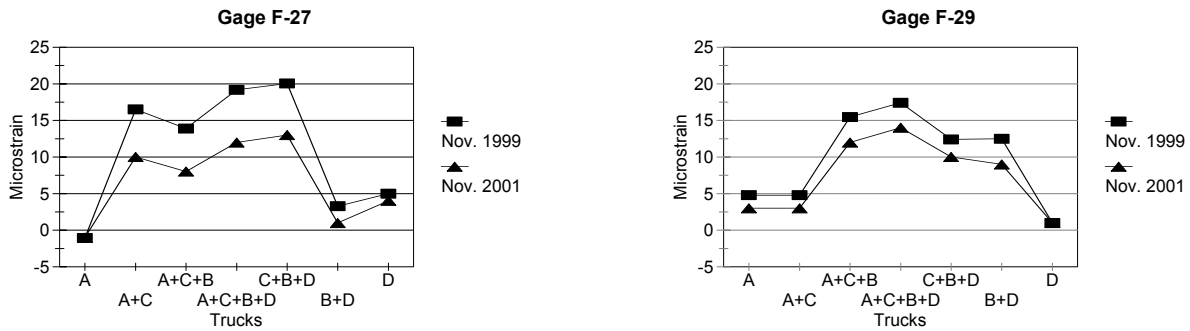 Gage F-27
25
20
15
10
5
0
-5
Microstrain
A
A+C
A+C+B
A+C+B+D
C+B+D
B+D
D
Trucks
Nov. 1999
Nov. 2001
Gage F-29
25
20
15
10
5
0
-5
Microstrain
A
A+C
A+C+B
A+C+B+D
C+B+D
B+D
D
Trucks
Nov. 1999
Nov. 2001